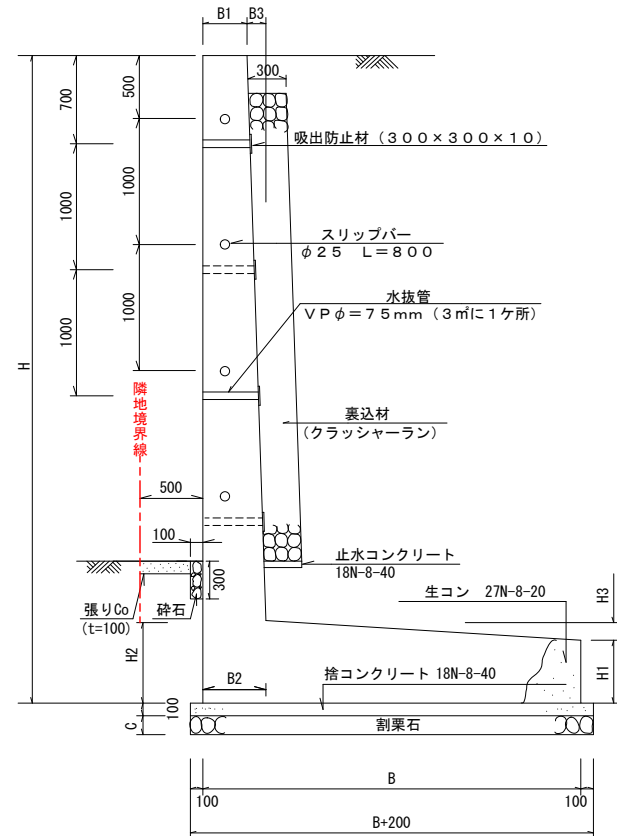 B1
B3
300
700
500
吸出防止材（300×300×10）
1000
1000
スリップバー
φ25　L=800
1000
1000
水抜管
VPφ=75mm（3㎡に1ケ所）
H
隣地境界線
裏込材
(クラッシャーラン)
500
100
止水コンクリート
18N-8-40
300
生コン　27N-8-20
張りCo
(t=100)
砕石
H3
H2
B2
捨コンクリート 18N-8-40
H1
100
C
割栗石
100
B
100
B+200